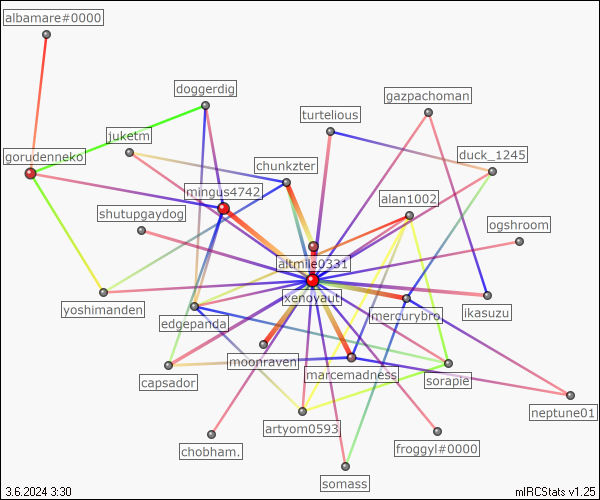 albamare#0000
doggerdig
gazpachoman
turtelious
juketm
gorudenneko
chunkzter
duck_1245
mingus4742
alan1002
shutupgaydog
ogshroom
altmile0331
xenoyaut
yoshimanden
edgepanda
mercurybro
ikasuzu
moonraven
marcemadness
capsador
sorapie
neptune01
artyom0593
chobham.
froggyl#0000
somass
3.6.2024 3:30
mIRCStats v1.25